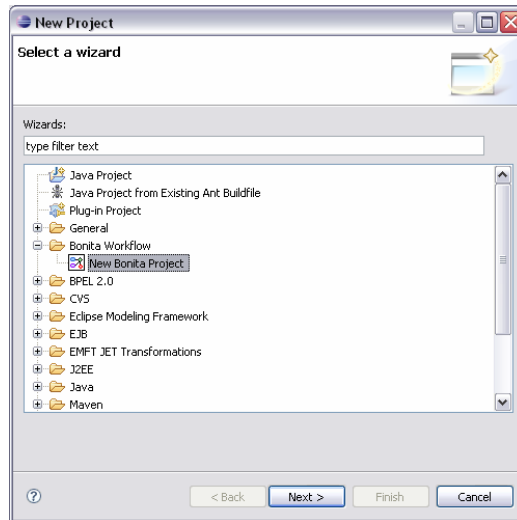 New Project
Select a wizard
Wizards:
type filter text
Java Project
Java Project from Existing Ant Buildfile
Plug-in Project
General
Bonita Workflow
New Bonita Project
BPEL 2.0
CVS
Eclipse Modeling Framework
EJB
EMFT JET Transformations
J2EE
Java
Maven
? < Back Next > Finish Cancel